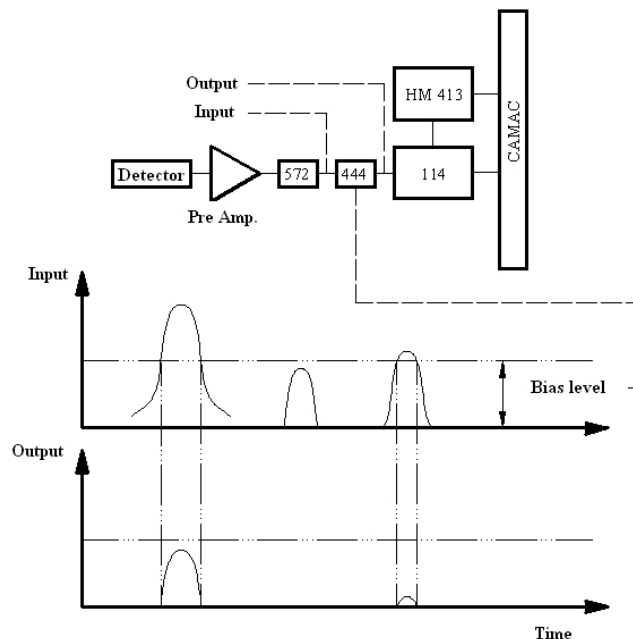 Output
Input
HM 413
CAMAC
Detector
572
444
114
Pre Amp.
Input
Bias level
Output
Time